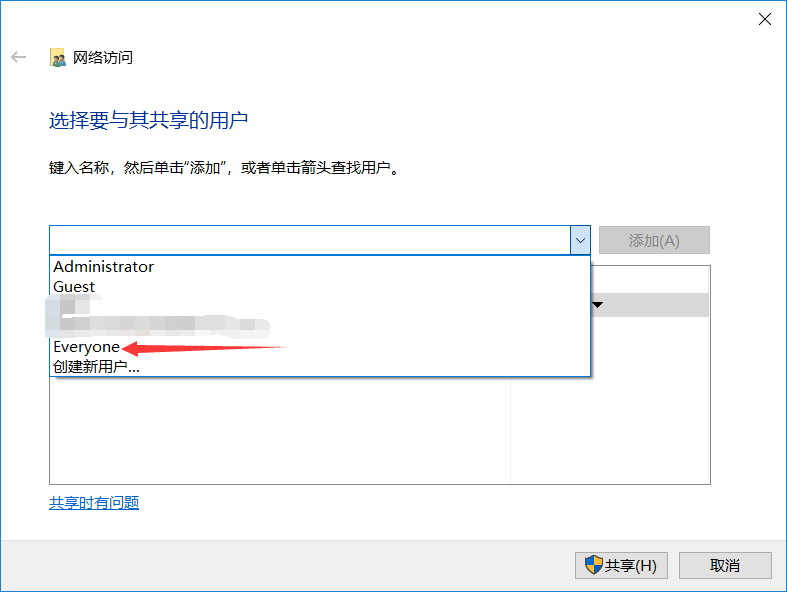 网络访问
选择要与其共享的用户
键入名称，然后单击“添加”，或者单击箭头查找用户。
添加(A)
Administrator
Guest
Everyone
创建新用户...
共享时有问题
共享(H)
取消